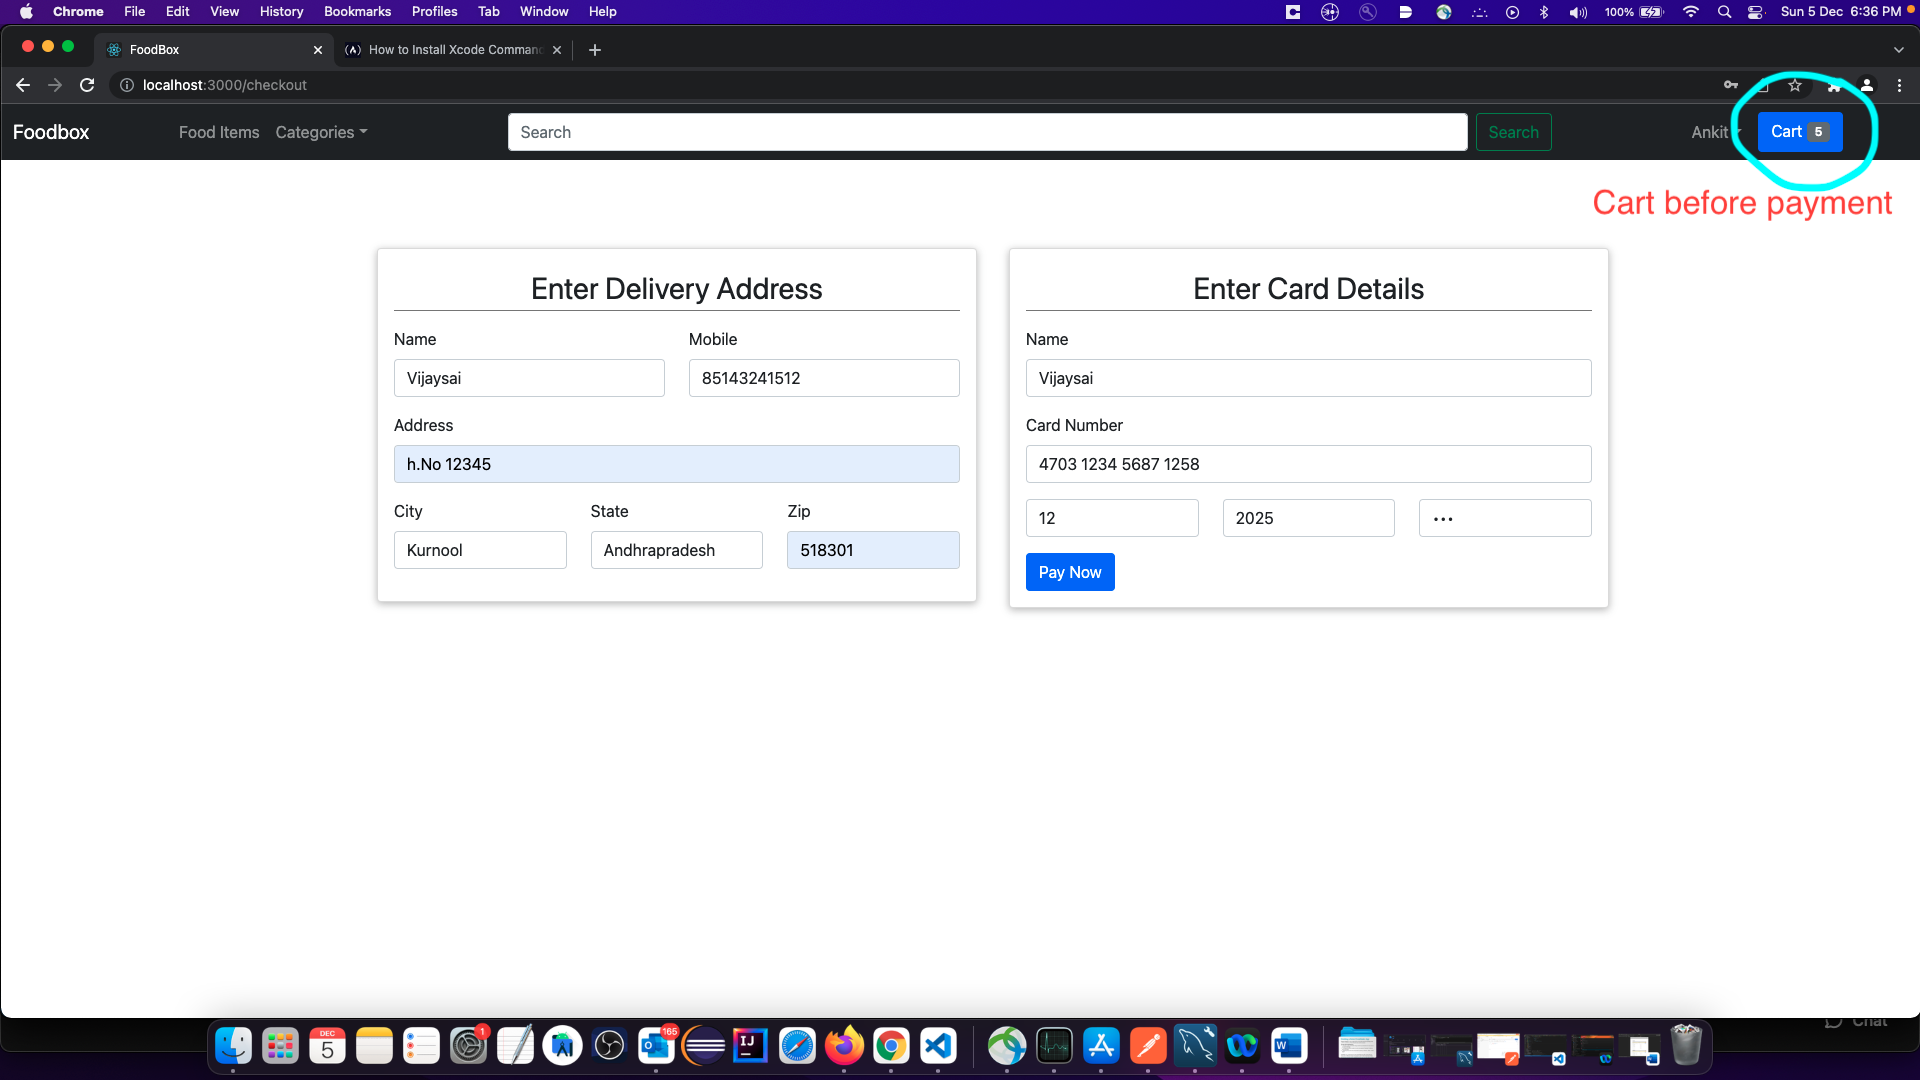 Chrome File Edit View History Bookmarks Profiles Tab Window Help 100% Sun 5 Dec 6:36 PM
FoodBox How to Install Xcode Comman
localhost:3000/checkout
Foodbox Food Items Categories Search Search Ankit Cart 5
Cart before payment
Enter Delivery Address
Name Mobile
Vijaysai 85143241512
Address
h.No 12345
City State Zip
Kurnool Andhrapradesh 518301
Enter Card Details
Name
Vijaysai
Card Number
4703 1234 5687 1258
12 2025 •••
Pay Now
Chat
DEC 5 1 165 IJ W